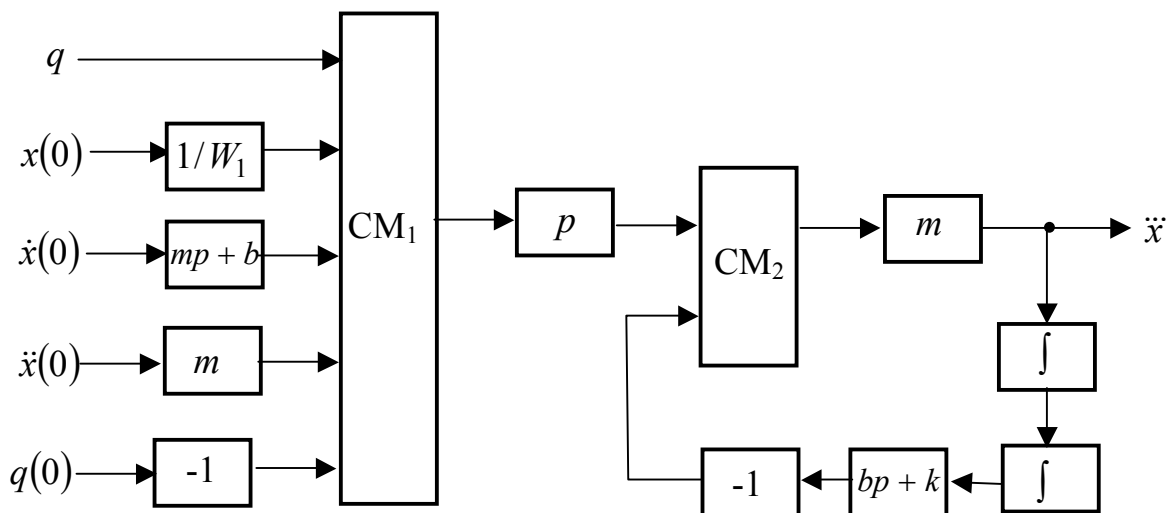 q
x(0)
1/W₁
ẋ(0)
mp + b
ẍ(0)
m
q(0)
-1
CM₁
p
CM₂
m
x⃛
∫
∫
bp + k
-1